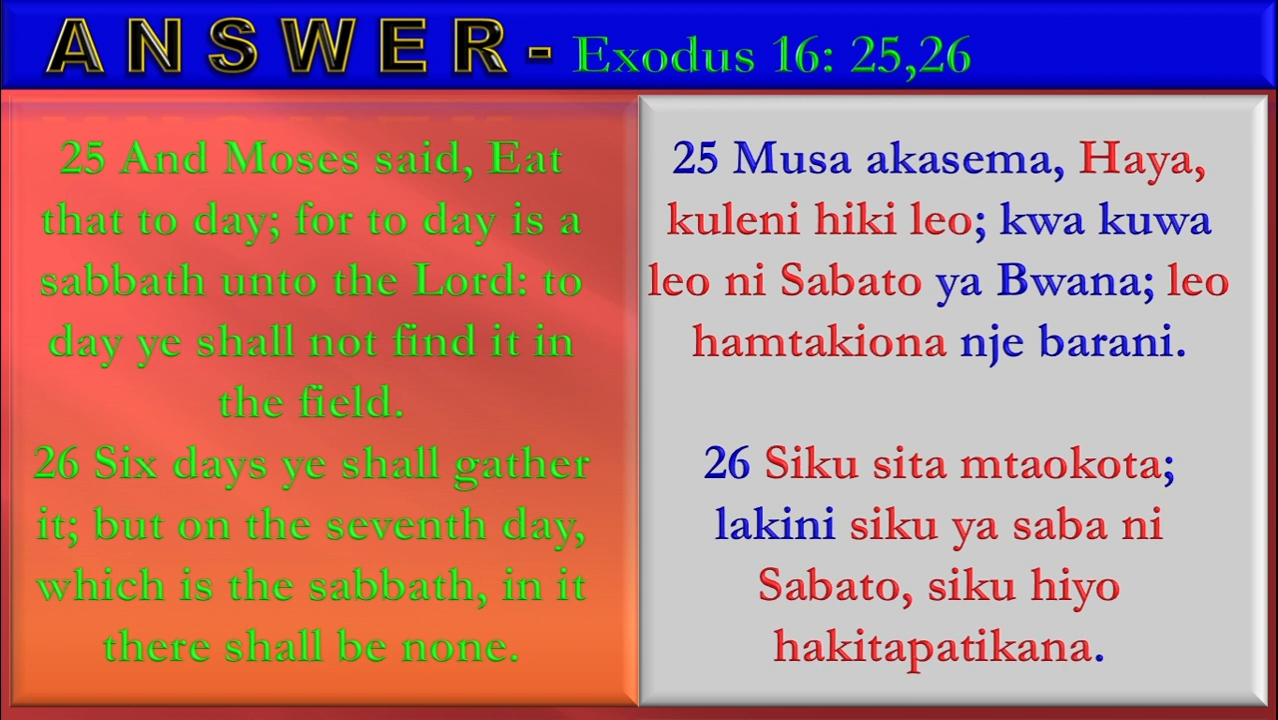 ANSWER- Exodus 16: 25,26
25 And Moses said, Eat
that to day; for to day is a
sabbath unto the Lord: to
day ye shall not find it in
the field.
26 Six days ye shall gather
it; but on the seventh day,
which is the sabbath, in it
there shall be none.
25 Musa akasema, Haya,
kuleni hiki leo; kwa kuwa
leo ni Sabato ya Bwana; leo
hamtakiona nje barani.
26 Siku sita mtaokota;
lakini siku ya saba ni
Sabato, siku hiyo
hakitapatikana.